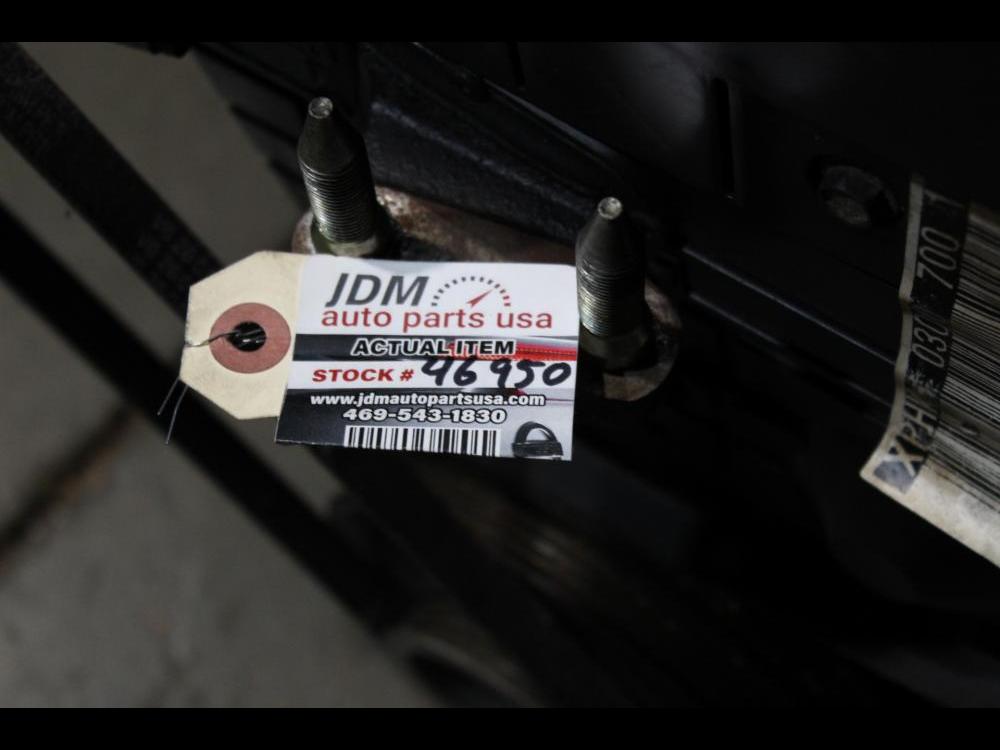 JDM
auto parts usa
ACTUAL ITEM
STOCK # 46950
www.jdmautopartsusa.com
469-543-1830
XPH 030 700